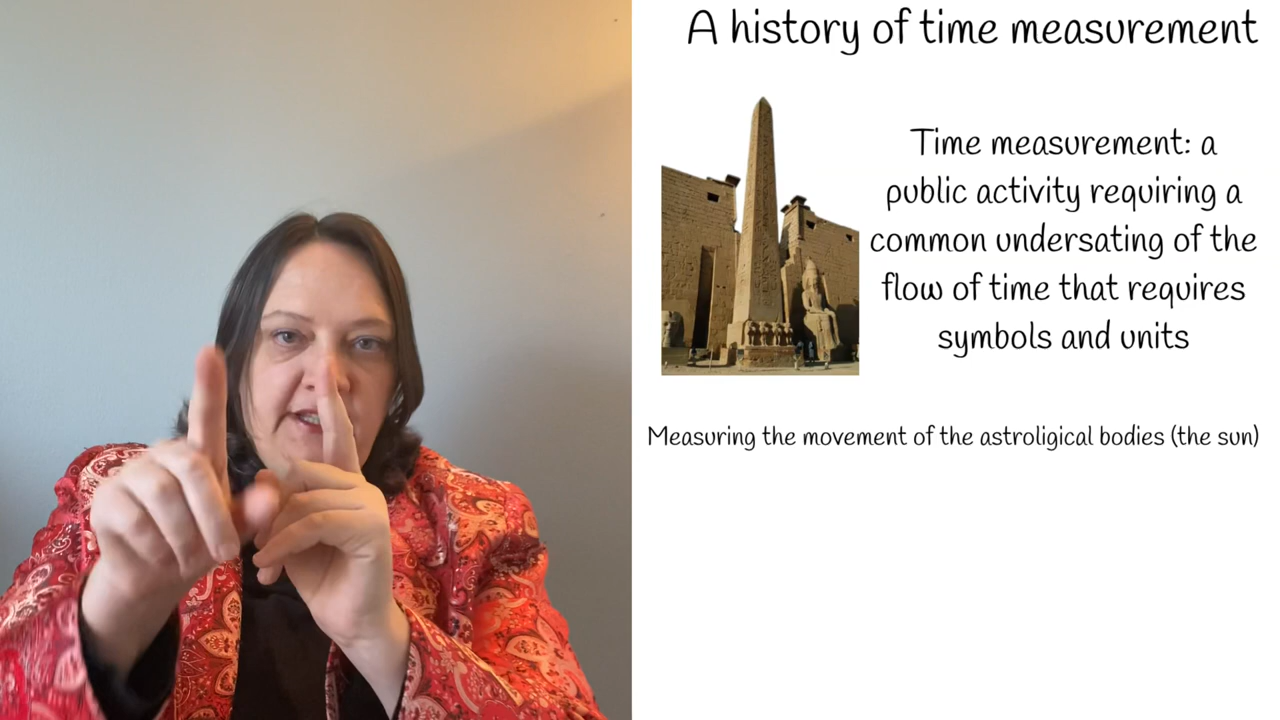 A history of time measurement
Time measurement: a
public activity requiring a
common undersating of the
flow of time that requires
symbols and units
Measuring the movement of the astroligical bodies (the sun)